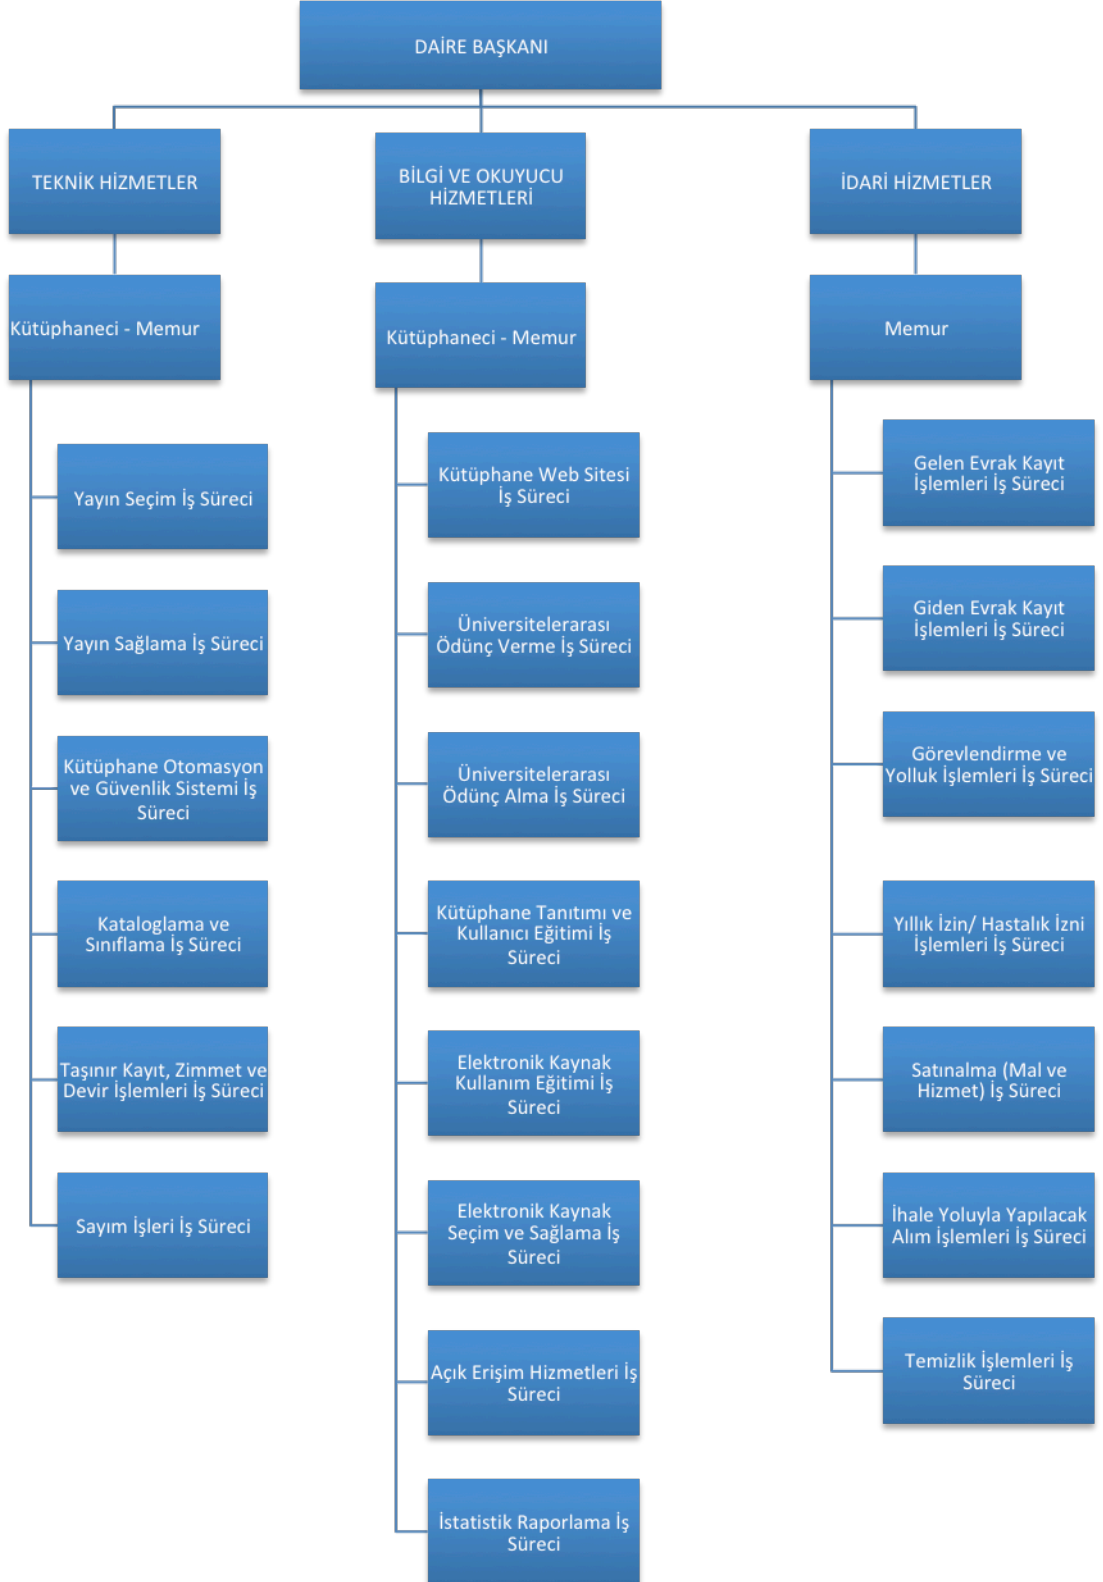 DAİRE BAŞKANI
TEKNİK HİZMETLER
BİLGİ VE OKUYUCU
HİZMETLERİ
İDARİ HİZMETLER
Kütüphaneci - Memur
Kütüphaneci - Memur
Memur
Yayın Seçim İş Süreci
Yayın Sağlama İş Süreci
Kütüphane Otomasyon
ve Güvenlik Sistemi İş
Süreci
Kataloglama ve
Sınıflama İş Süreci
Taşınır Kayıt, Zimmet ve
Devir İşlemleri İş Süreci
Sayım İşleri İş Süreci
Kütüphane Web Sitesi
İş Süreci
Üniversitelerarası
Ödünç Verme İş Süreci
Üniversitelerarası
Ödünç Alma İş Süreci
Kütüphane Tanıtımı ve
Kullanıcı Eğitimi İş
Süreci
Elektronik Kaynak
Kullanım Eğitimi İş
Süreci
Elektronik Kaynak
Seçim ve Sağlama İş
Süreci
Açık Erişim Hizmetleri İş
Süreci
İstatistik Raporlama İş
Süreci
Gelen Evrak Kayıt
İşlemleri İş Süreci
Giden Evrak Kayıt
İşlemleri İş Süreci
Görevlendirme ve
Yolluk İşlemleri İş Süreci
Yıllık İzin/ Hastalık İzni
İşlemleri İş Süreci
Satınalma (Mal ve
Hizmet) İş Süreci
İhale Yoluyla Yapılacak
Alım İşlemleri İş Süreci
Temizlik İşlemleri İş
Süreci